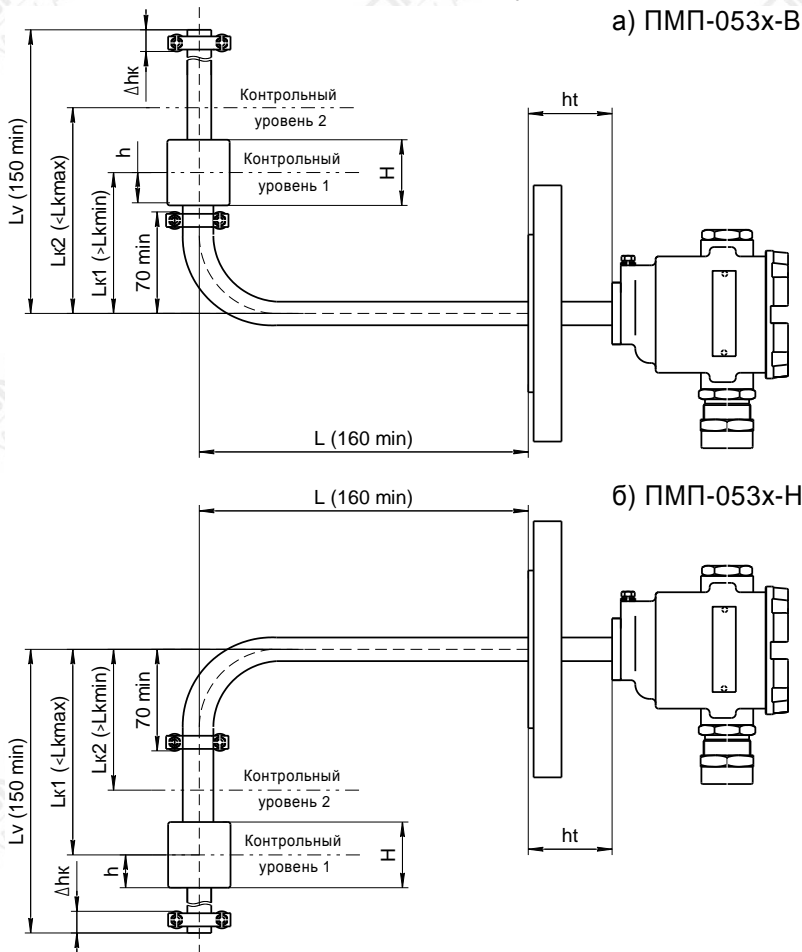 а) ПМП-053х-В
Δhк
Контрольный
уровень 2
ht
Lv (150 min)
Lк2 (<Lkmax)
h
Контрольный
уровень 1
H
Lк1 (>Lkmin)
70 min
L (160 min)
б) ПМП-053х-Н
L (160 min)
Lv (150 min)
Lк1 (<Lkmax)
Lк2 (>Lkmin)
70 min
Контрольный
уровень 2
Контрольный
уровень 1
H
h
ht
Δhк